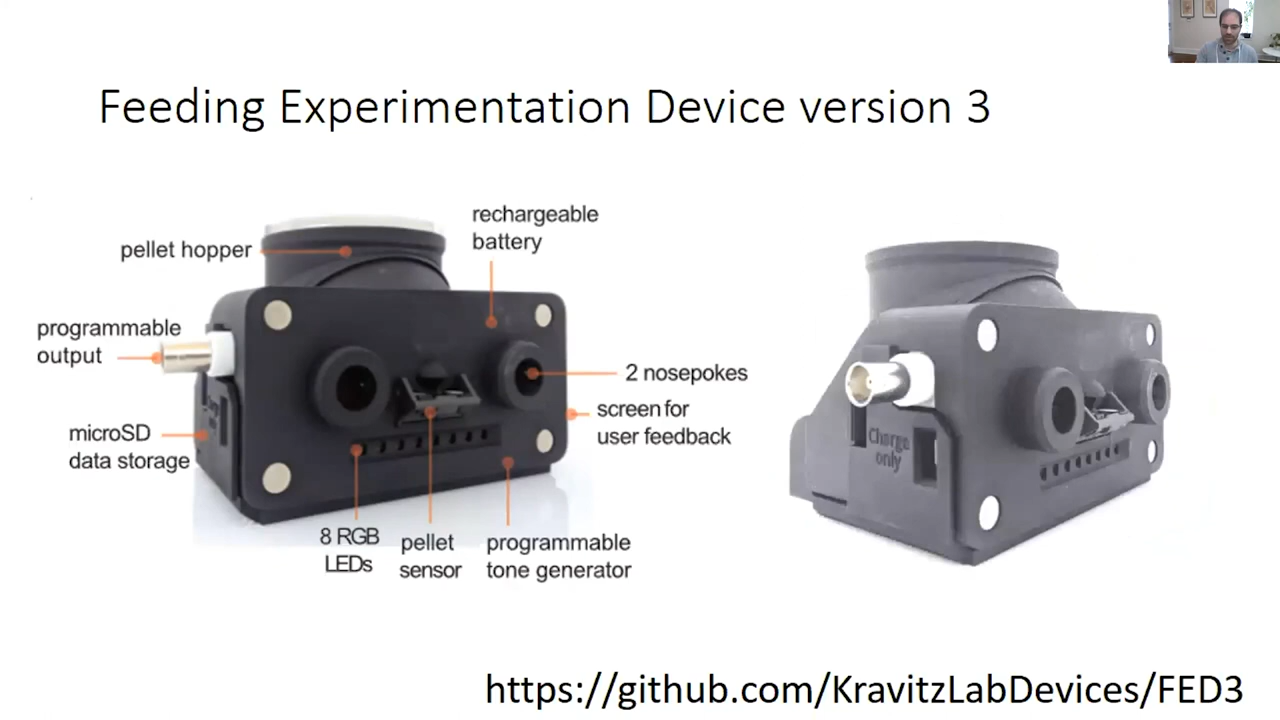 Feeding Experimentation Device version 3
rechargeable
battery
pellet hopper
programmable
output
2 nosepokes
screen for
user feedback
microSD
data storage
8 RGB
LEDs
pellet
sensor
programmable
tone generator
Charge
only
https://github.com/KravitzLabDevices/FED3